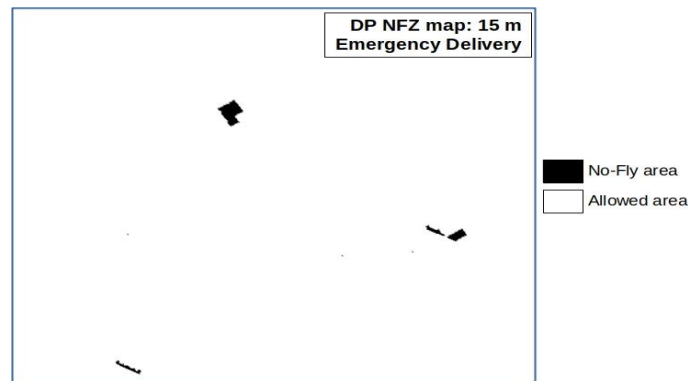 DP NFZ map: 15 m
Emergency Delivery
No-Fly area
Allowed area